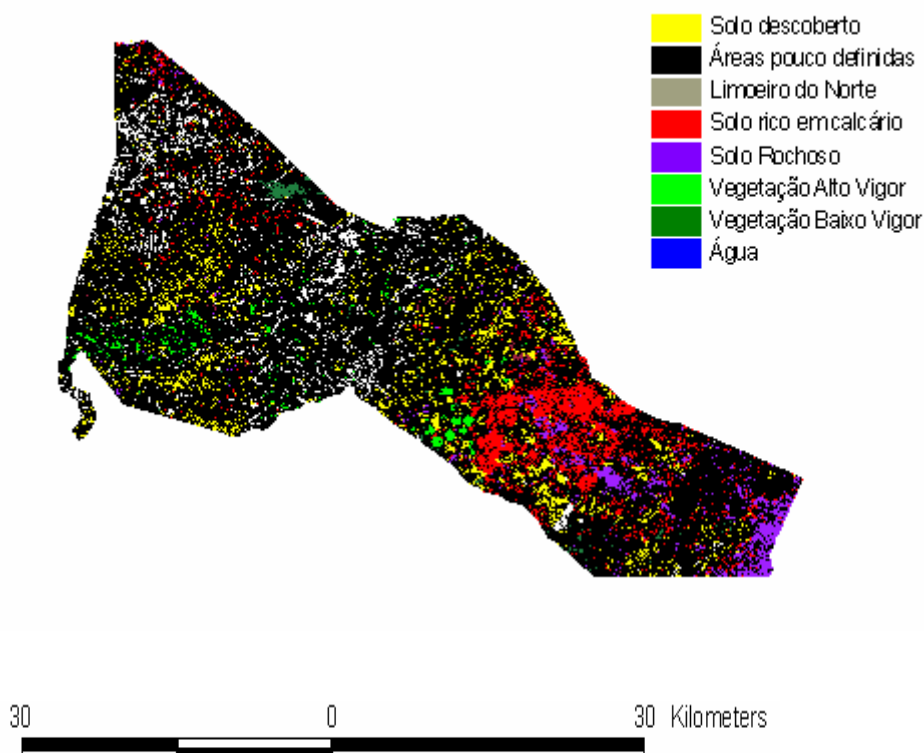 Solo descoberto
Áreas pouco definidas
Limoeiro do Norte
Solo rico emcalcário
Solo Rochoso
Vegetação Alto Vigor
Vegetação Baixo Vigor
Água
30 0 30 Kilometers